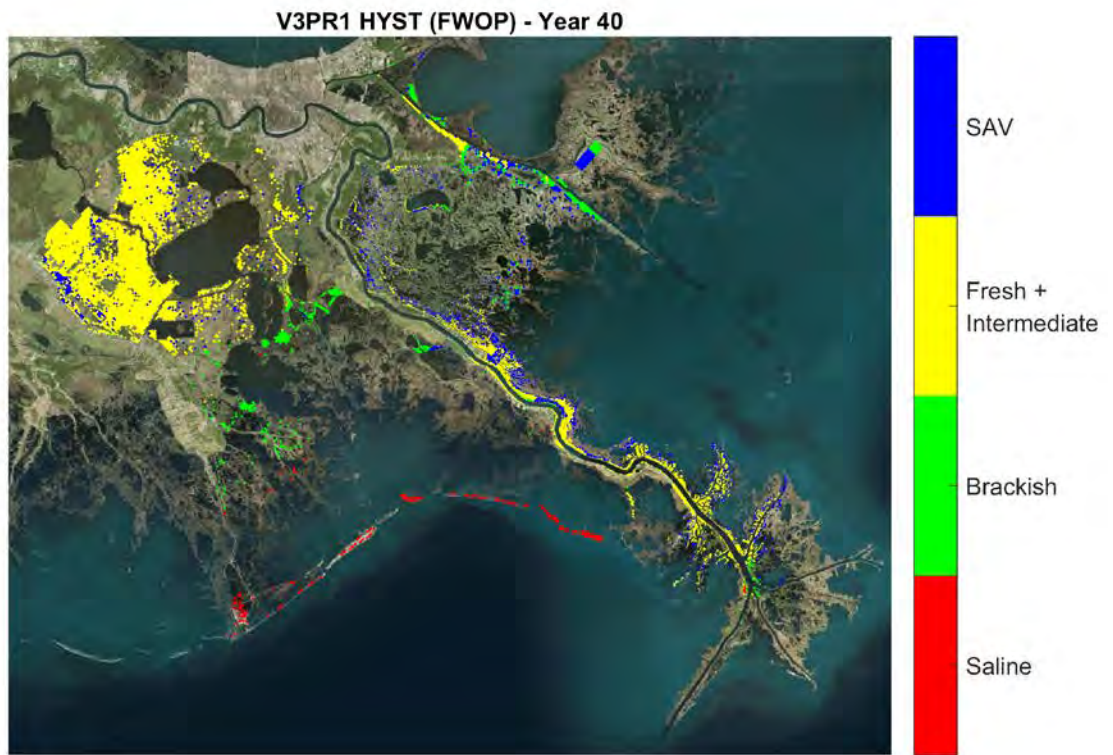 V3PR1 HYST (FWOP) - Year 40
SAV
Fresh +
Intermediate
Brackish
Saline